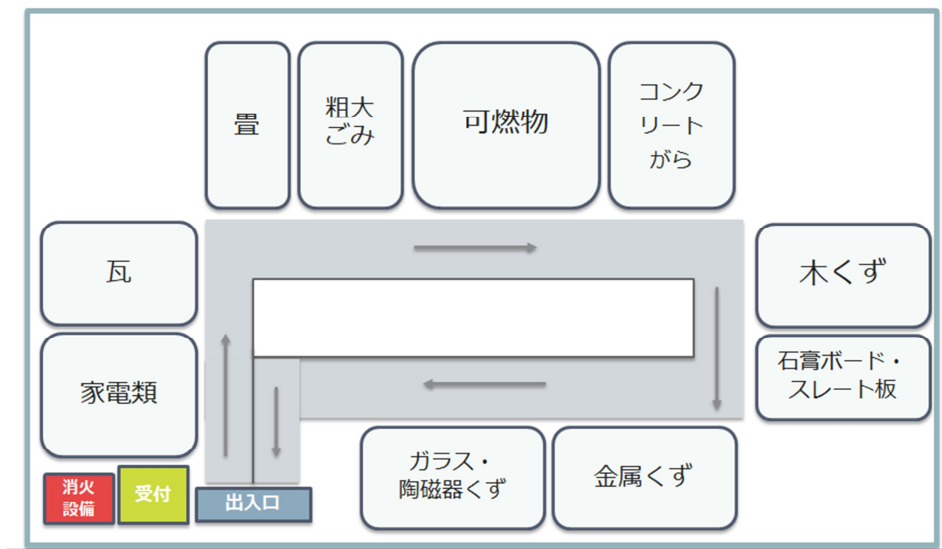 畳
粗大
ごみ
可燃物
コンク
リート
がら
瓦
木くず
家電類
石膏ボード・
スレート板
ガラス・
陶磁器くず
金属くず
消火
設備
受付
出入口